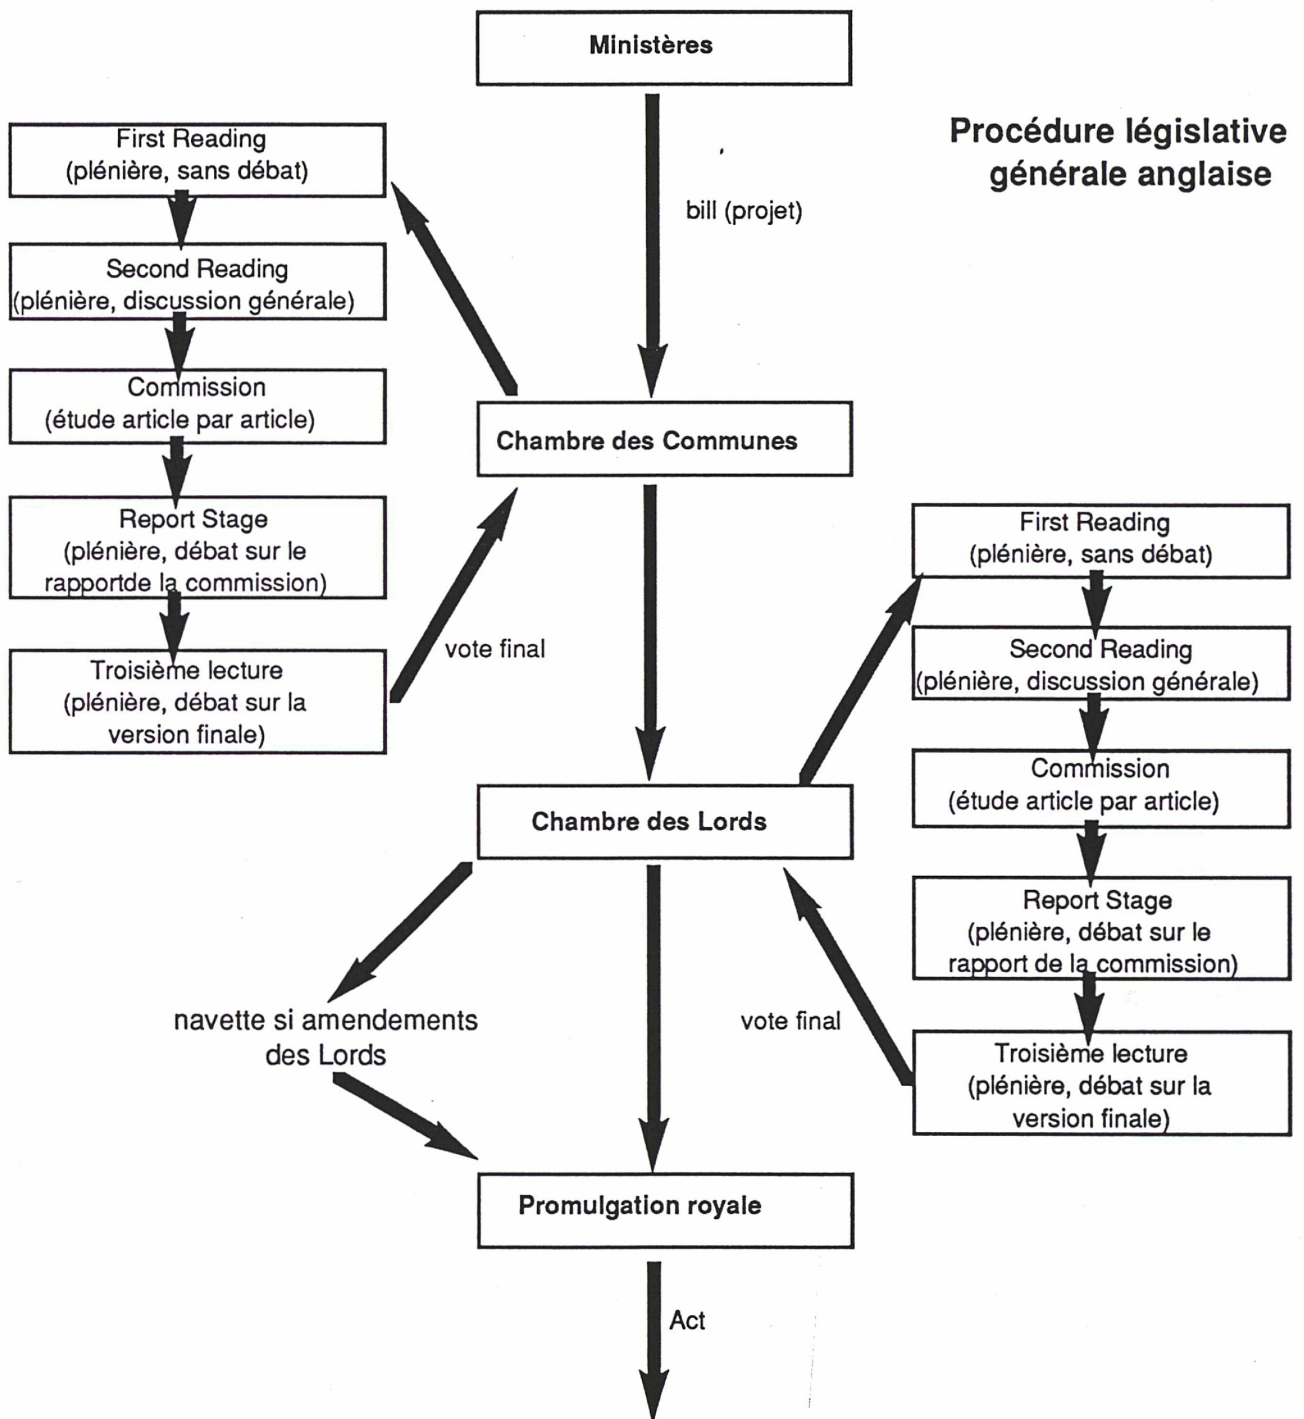 Ministères
Procédure législative
générale anglaise
bill (projet)
First Reading
(plénière, sans débat)
Second Reading
(plénière, discussion générale)
Commission
(étude article par article)
Report Stage
(plénière, débat sur le
rapportde la commission)
Troisième lecture
(plénière, débat sur la
version finale)
vote final
Chambre des Communes
Chambre des Lords
First Reading
(plénière, sans débat)
Second Reading
(plénière, discussion générale)
Commission
(étude article par article)
Report Stage
(plénière, débat sur le
rapport de la commission)
Troisième lecture
(plénière, débat sur la
version finale)
vote final
navette si amendements
des Lords
Promulgation royale
Act